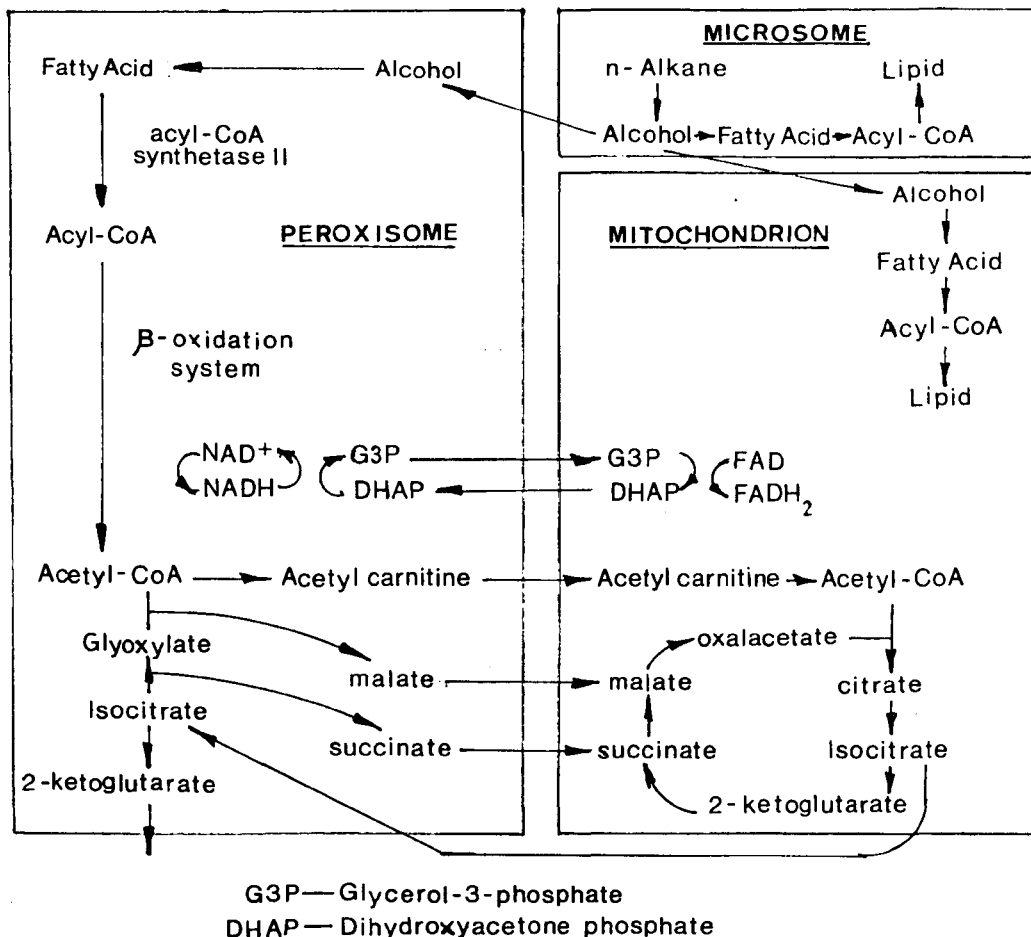 MICROSOME
Fatty Acid
Alcohol
n-Alkane
Lipid
acyl-CoA
synthetase II
Alcohol
Fatty Acid
Acyl-CoA
Alcohol
Acyl-CoA
PEROXISOME
MITOCHONDRION
Fatty Acid
Acyl-CoA
β-oxidation
system
Lipid
NAD+
G3P
G3P
FAD
NADH
DHAP
DHAP
FADH2
Acetyl-CoA
Acetyl carnitine
Acetyl carnitine
Acetyl-CoA
Glyoxylate
oxalacetate
malate
malate
citrate
Isocitrate
succinate
succinate
Isocitrate
2-ketoglutarate
2-ketoglutarate
G3P — Glycerol-3-phosphate
DHAP — Dihydroxyacetone phosphate